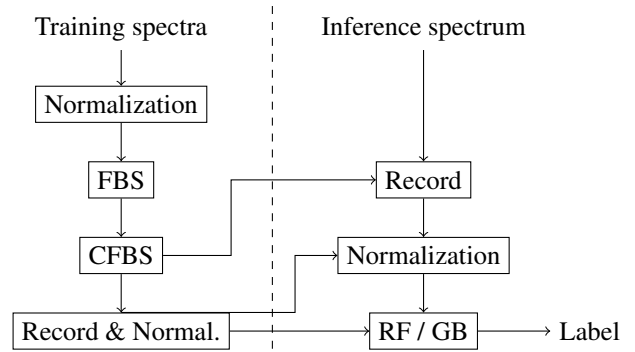 Training spectra
Inference spectrum
Normalization
FBS
Record
CFBS
Normalization
Record & Normal.
RF / GB
Label